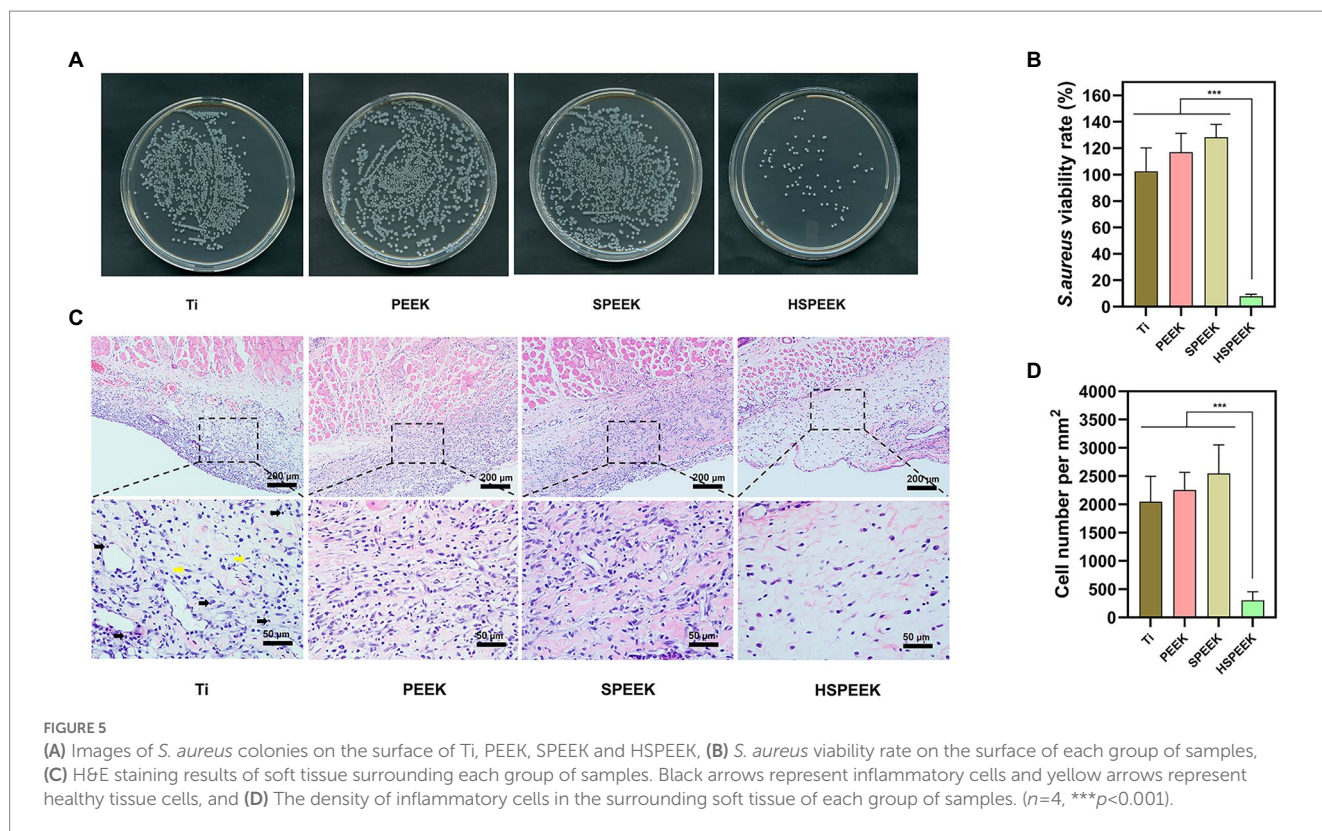 A
Ti PEEK SPEEK HSPEEK
B
S.aureus viability rate (%)
160
140
120
100
80
60
40
20
0
***
Ti PEEK SPEEK HSPEEK
C
200 µm 200 µm 200 µm 200 µm
50 µm 50 µm 50 µm 50 µm
Ti PEEK SPEEK HSPEEK
D
Cell number per mm²
4000
3500
3000
2500
2000
1500
1000
500
0
***
Ti PEEK SPEEK HSPEEK
FIGURE 5
(A) Images of S. aureus colonies on the surface of Ti, PEEK, SPEEK and HSPEEK, (B) S. aureus viability rate on the surface of each group of samples,
(C) H&E staining results of soft tissue surrounding each group of samples. Black arrows represent inflammatory cells and yellow arrows represent
healthy tissue cells, and (D) The density of inflammatory cells in the surrounding soft tissue of each group of samples. (n=4, ***p<0.001).